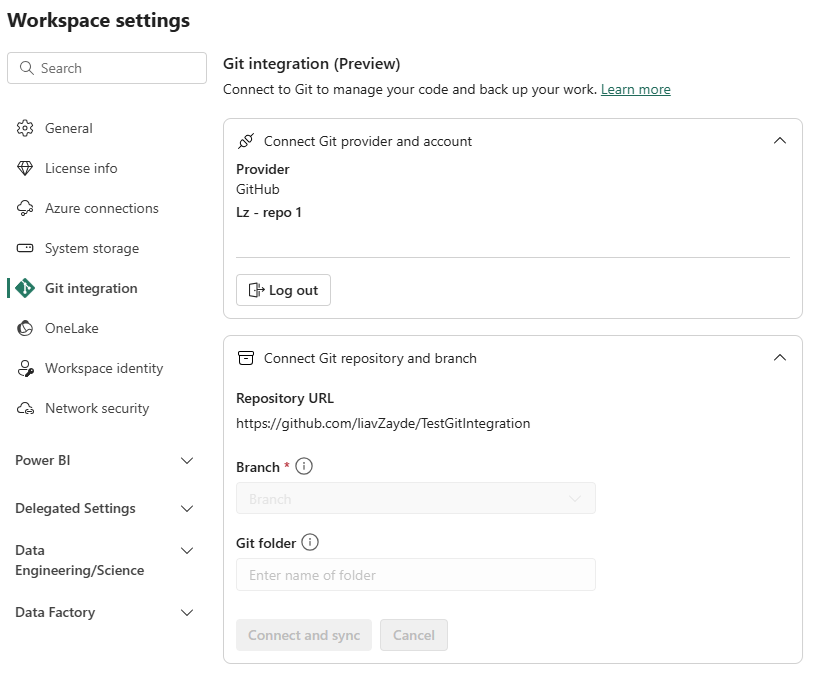 Workspace settings
Search
General
License info
Azure connections
System storage
Git integration
OneLake
Workspace identity
Network security
Power BI
Delegated Settings
Data
Engineering/Science
Data Factory
Git integration (Preview)
Connect to Git to manage your code and back up your work. Learn more
Connect Git provider and account
Provider
GitHub
Lz - repo 1
Log out
Connect Git repository and branch
Repository URL
https://github.com/liavZayde/TestGitIntegration
Branch *
Branch
Git folder
Enter name of folder
Connect and sync Cancel